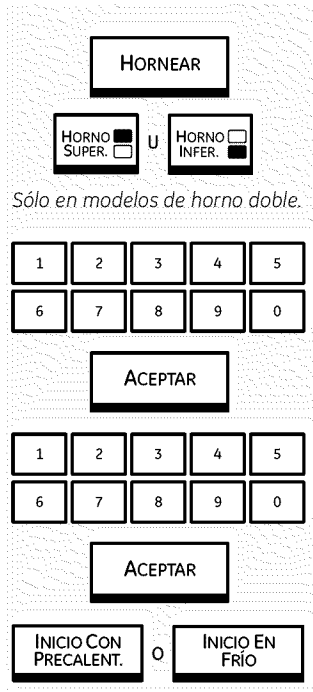 HORNEAR
HORNO SUPER. U HORNO INFER.
Sólo en modelos de horno doble.
1 2 3 4 5
6 7 8 9 0
ACEPTAR
1 2 3 4 5
6 7 8 9 0
ACEPTAR
INICIO CON PRECALENT. O INICIO EN FRÍO